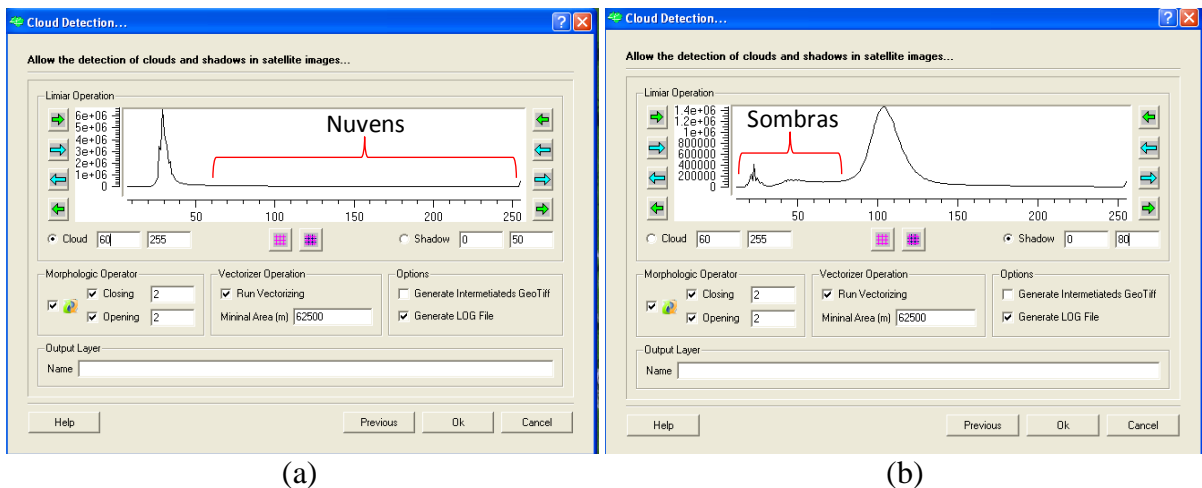 Cloud Detection...
Allow the detection of clouds and shadows in satellite images...
Limiar Operation
6e+06
5e+06
4e+06
3e+06
2e+06
1e+06
0
Nuvens
50 100 150 200 250
Cloud 60 255 Shadow 0 50
Morphologic Operator Vectorizer Operation Options
Closing 2 Run Vectorizing Generate Intermetiateds GeoTiff
Opening 2 Mininal Area (m) 62500 Generate LOG File
Output Layer
Name
Help Previous Ok Cancel
(a)
Cloud Detection...
Allow the detection of clouds and shadows in satellite images...
Limiar Operation
1.4e+06
1.2e+06
1e+06
800000
600000
400000
200000
0
Sombras
50 100 150 200 250
Cloud 60 255 Shadow 0 80
Morphologic Operator Vectorizer Operation Options
Closing 2 Run Vectorizing Generate Intermetiateds GeoTiff
Opening 2 Mininal Area (m) 62500 Generate LOG File
Output Layer
Name
Help Previous Ok Cancel
(b)